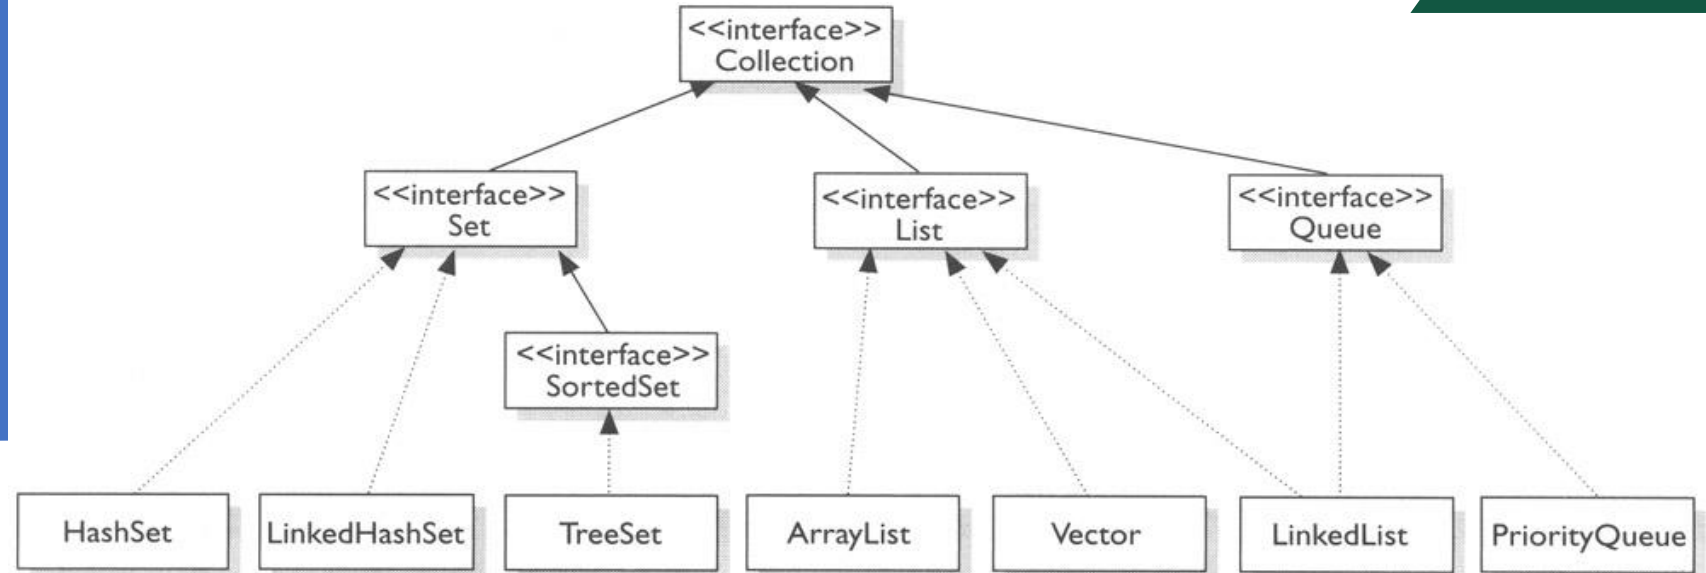 <<interface>>
Collection
<<interface>>
Set
<<interface>>
List
<<interface>>
Queue
<<interface>>
SortedSet
HashSet
LinkedHashSet
TreeSet
ArrayList
Vector
LinkedList
PriorityQueue